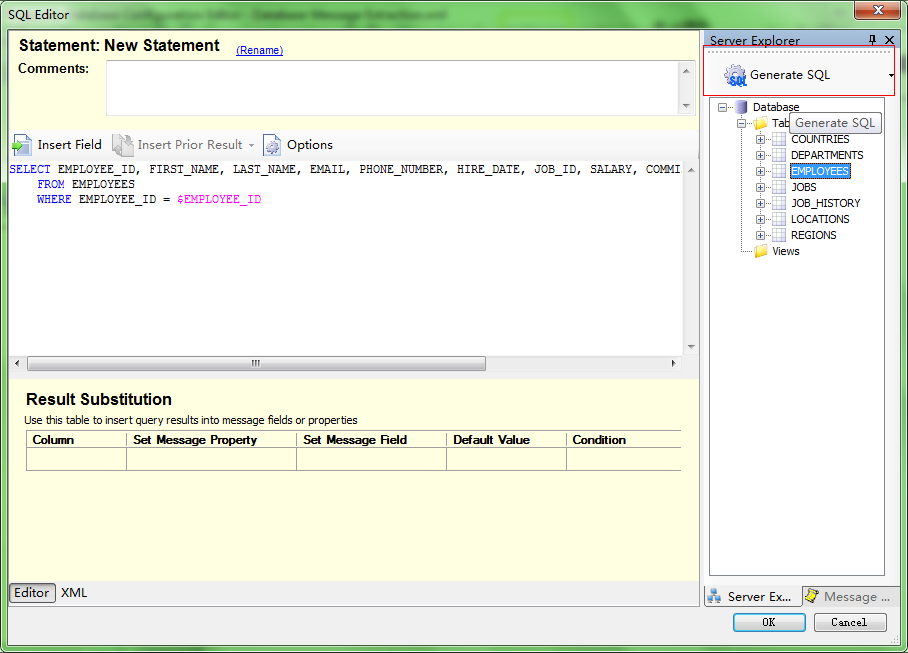 SQL Editor
Statement: New Statement (Rename)
Comments:
Insert Field Insert Prior Result Options
SELECT EMPLOYEE_ID, FIRST_NAME, LAST_NAME, EMAIL, PHONE_NUMBER, HIRE_DATE, JOB_ID, SALARY, COMMI
FROM EMPLOYEES
WHERE EMPLOYEE_ID = $EMPLOYEE_ID
Result Substitution
Use this table to insert query results into message fields or properties
Column Set Message Property Set Message Field Default Value Condition
Editor XML
Server Explorer
Generate SQL
Database
Tab
Generate SQL
COUNTRIES
DEPARTMENTS
EMPLOYEES
JOBS
JOB_HISTORY
LOCATIONS
REGIONS
Views
Server Ex... Message ...
OK Cancel